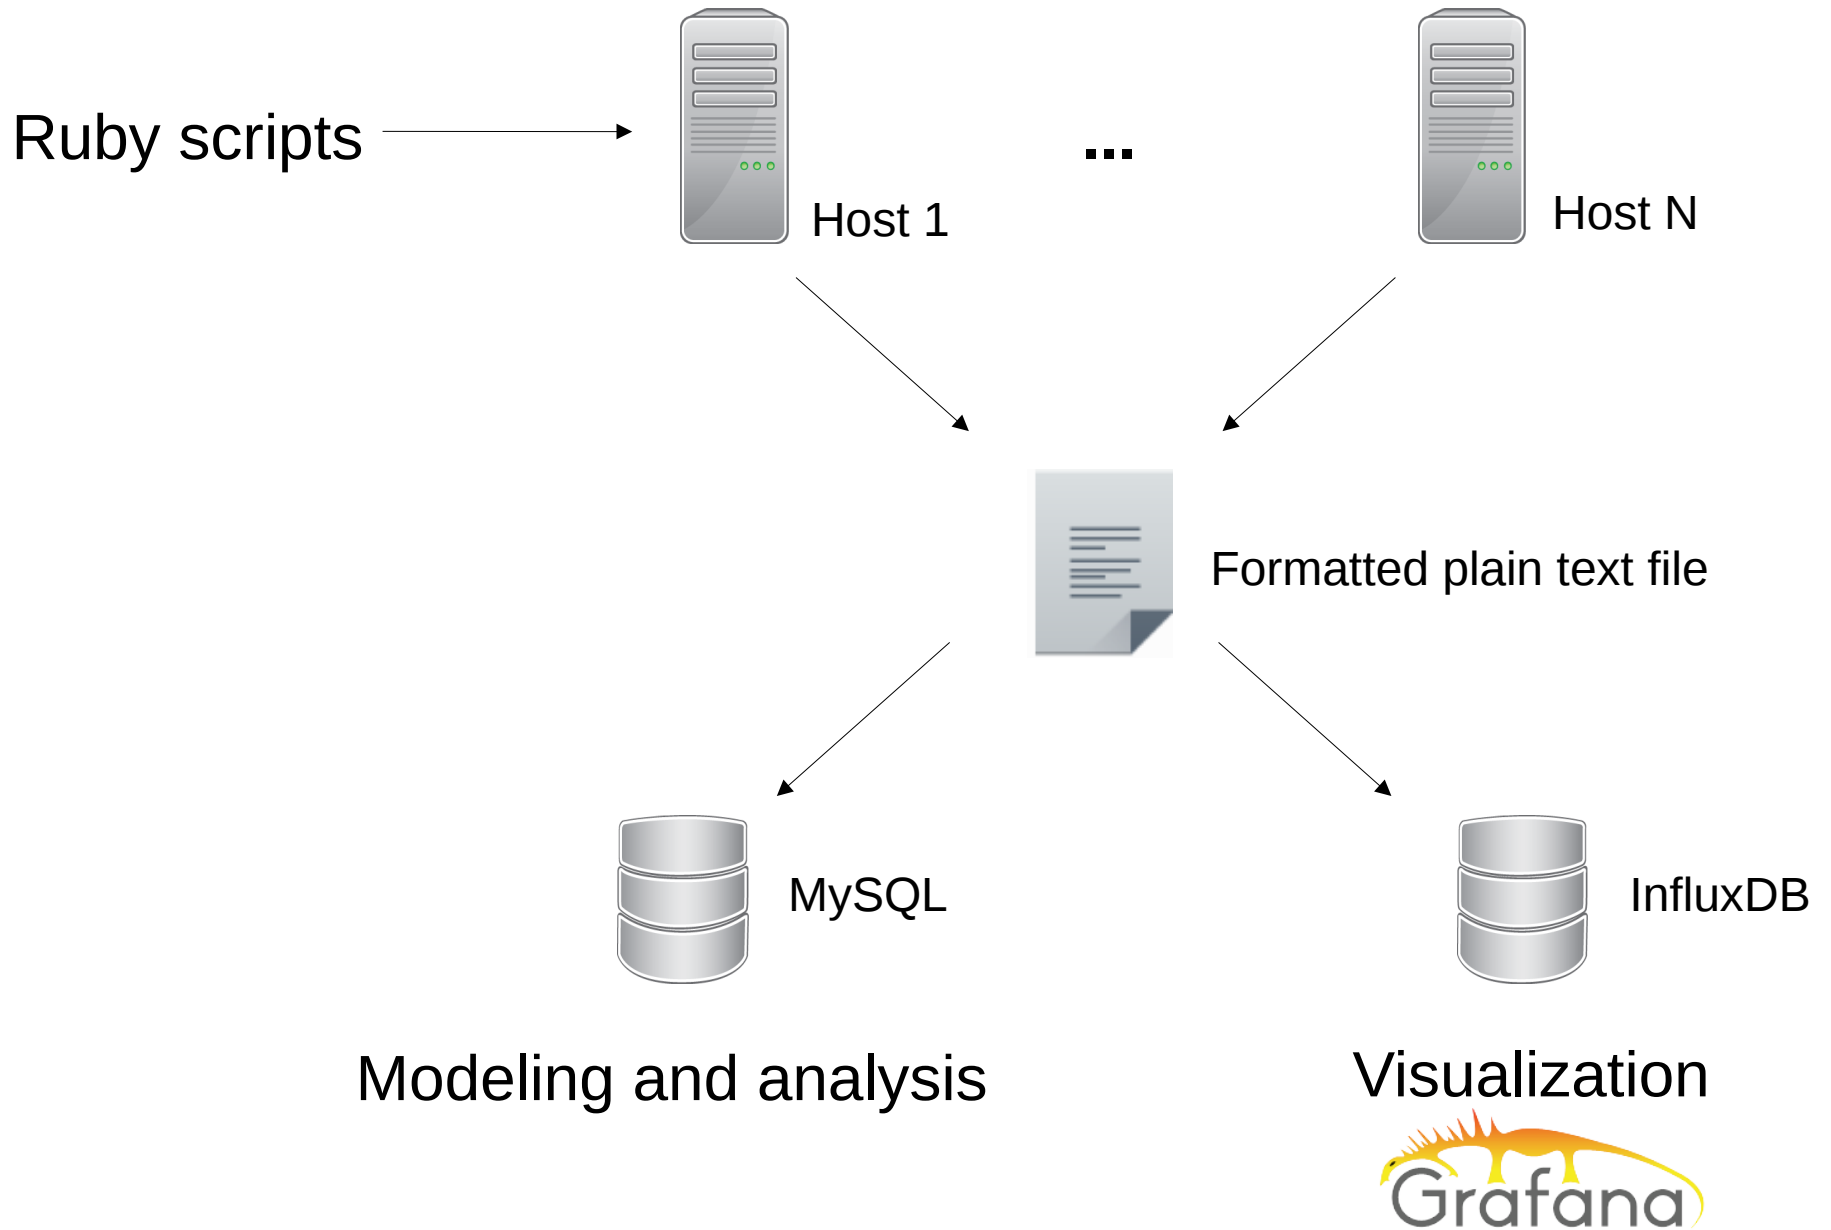 Ruby scripts
...
Host 1
Host N
Formatted plain text file
MySQL
InfluxDB
Modeling and analysis
Visualization
Grafana